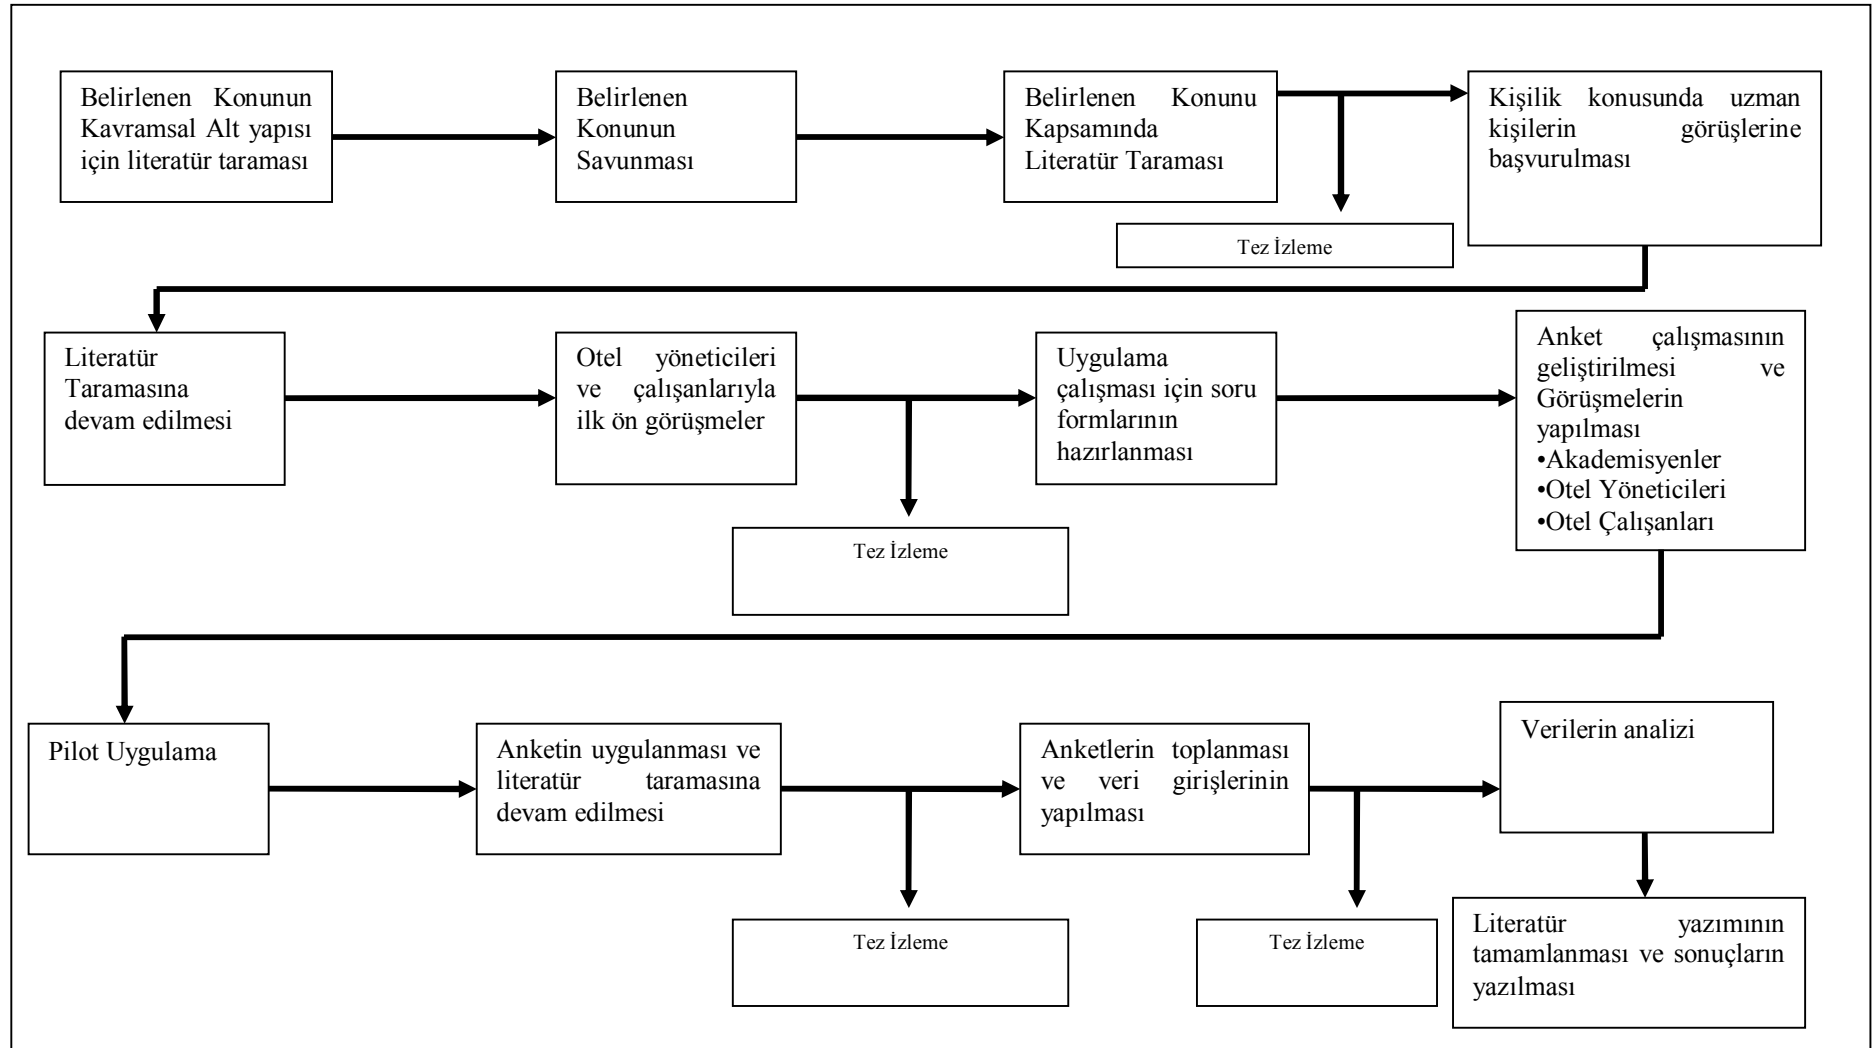 Belirlenen Konunun
Kavramsal Alt yapısı
için literatür taraması
Belirlenen
Konunun
Savunması
Belirlenen Konunu
Kapsamında
Literatür Taraması
Kişilik konusunda uzman
kişilerin görüşlerine
başvurulması
Tez İzleme
Literatür
Taramasına
devam edilmesi
Otel yöneticileri
ve çalışanlarıyla
ilk ön görüşmeler
Uygulama
çalışması için soru
formlarının
hazırlanması
Anket çalışmasının
geliştirilmesi ve
Görüşmelerin
yapılması
•Akademisyenler
•Otel Yöneticileri
•Otel Çalışanları
Tez İzleme
Pilot Uygulama
Anketin uygulanması ve
literatür taramasına
devam edilmesi
Anketlerin toplanması
ve veri girişlerinin
yapılması
Verilerin analizi
Tez İzleme
Tez İzleme
Literatür yazımının
tamamlanması ve sonuçların
yazılması